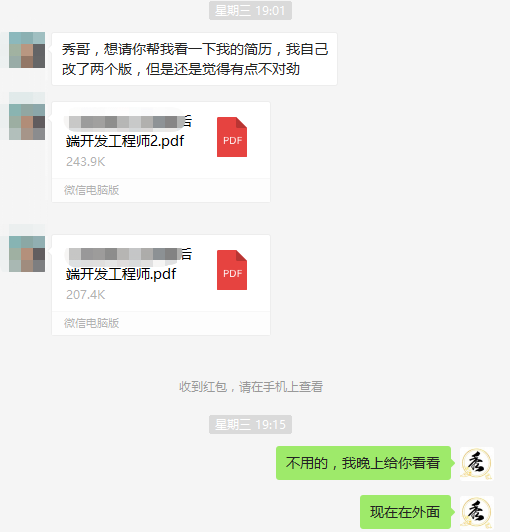 星期三 19:01
秀哥，想请你帮我看一下我的简历，我自己
改了两个版，但是还是觉得有点不对劲
后
端开发工程师2.pdf
PDF
243.9K
微信电脑版
后
端开发工程师.pdf
PDF
207.4K
微信电脑版
收到红包，请在手机上查看
星期三 19:15
不用的，我晚上给你看看
秀
现在在外面
秀